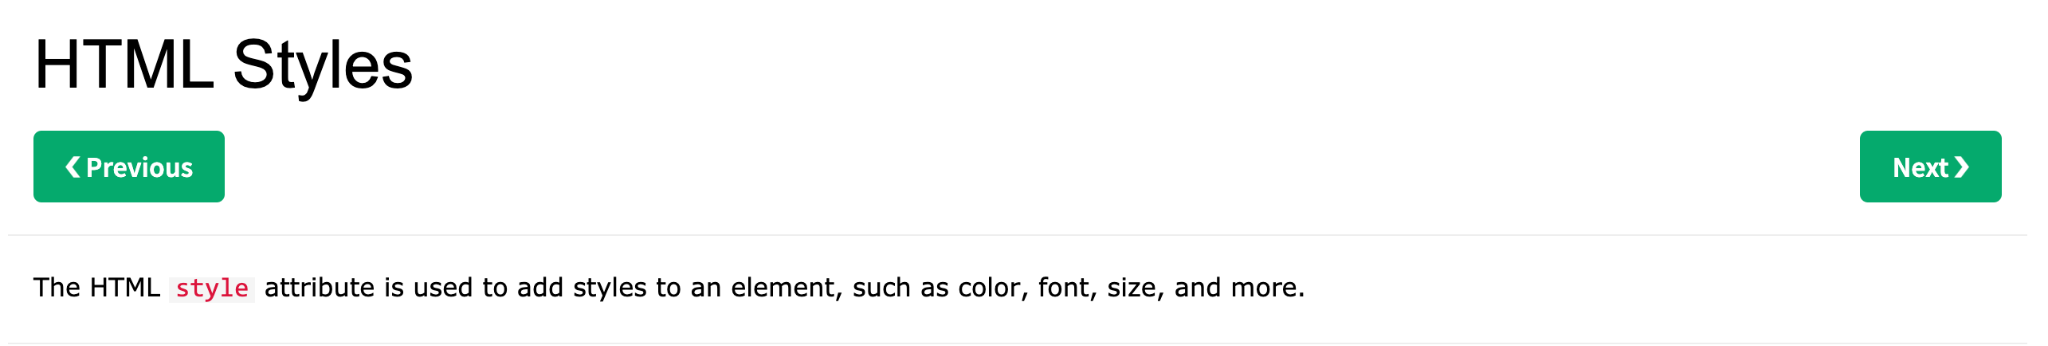 HTML Styles
❮ Previous
Next ❯
The HTML style attribute is used to add styles to an element, such as color, font, size, and more.